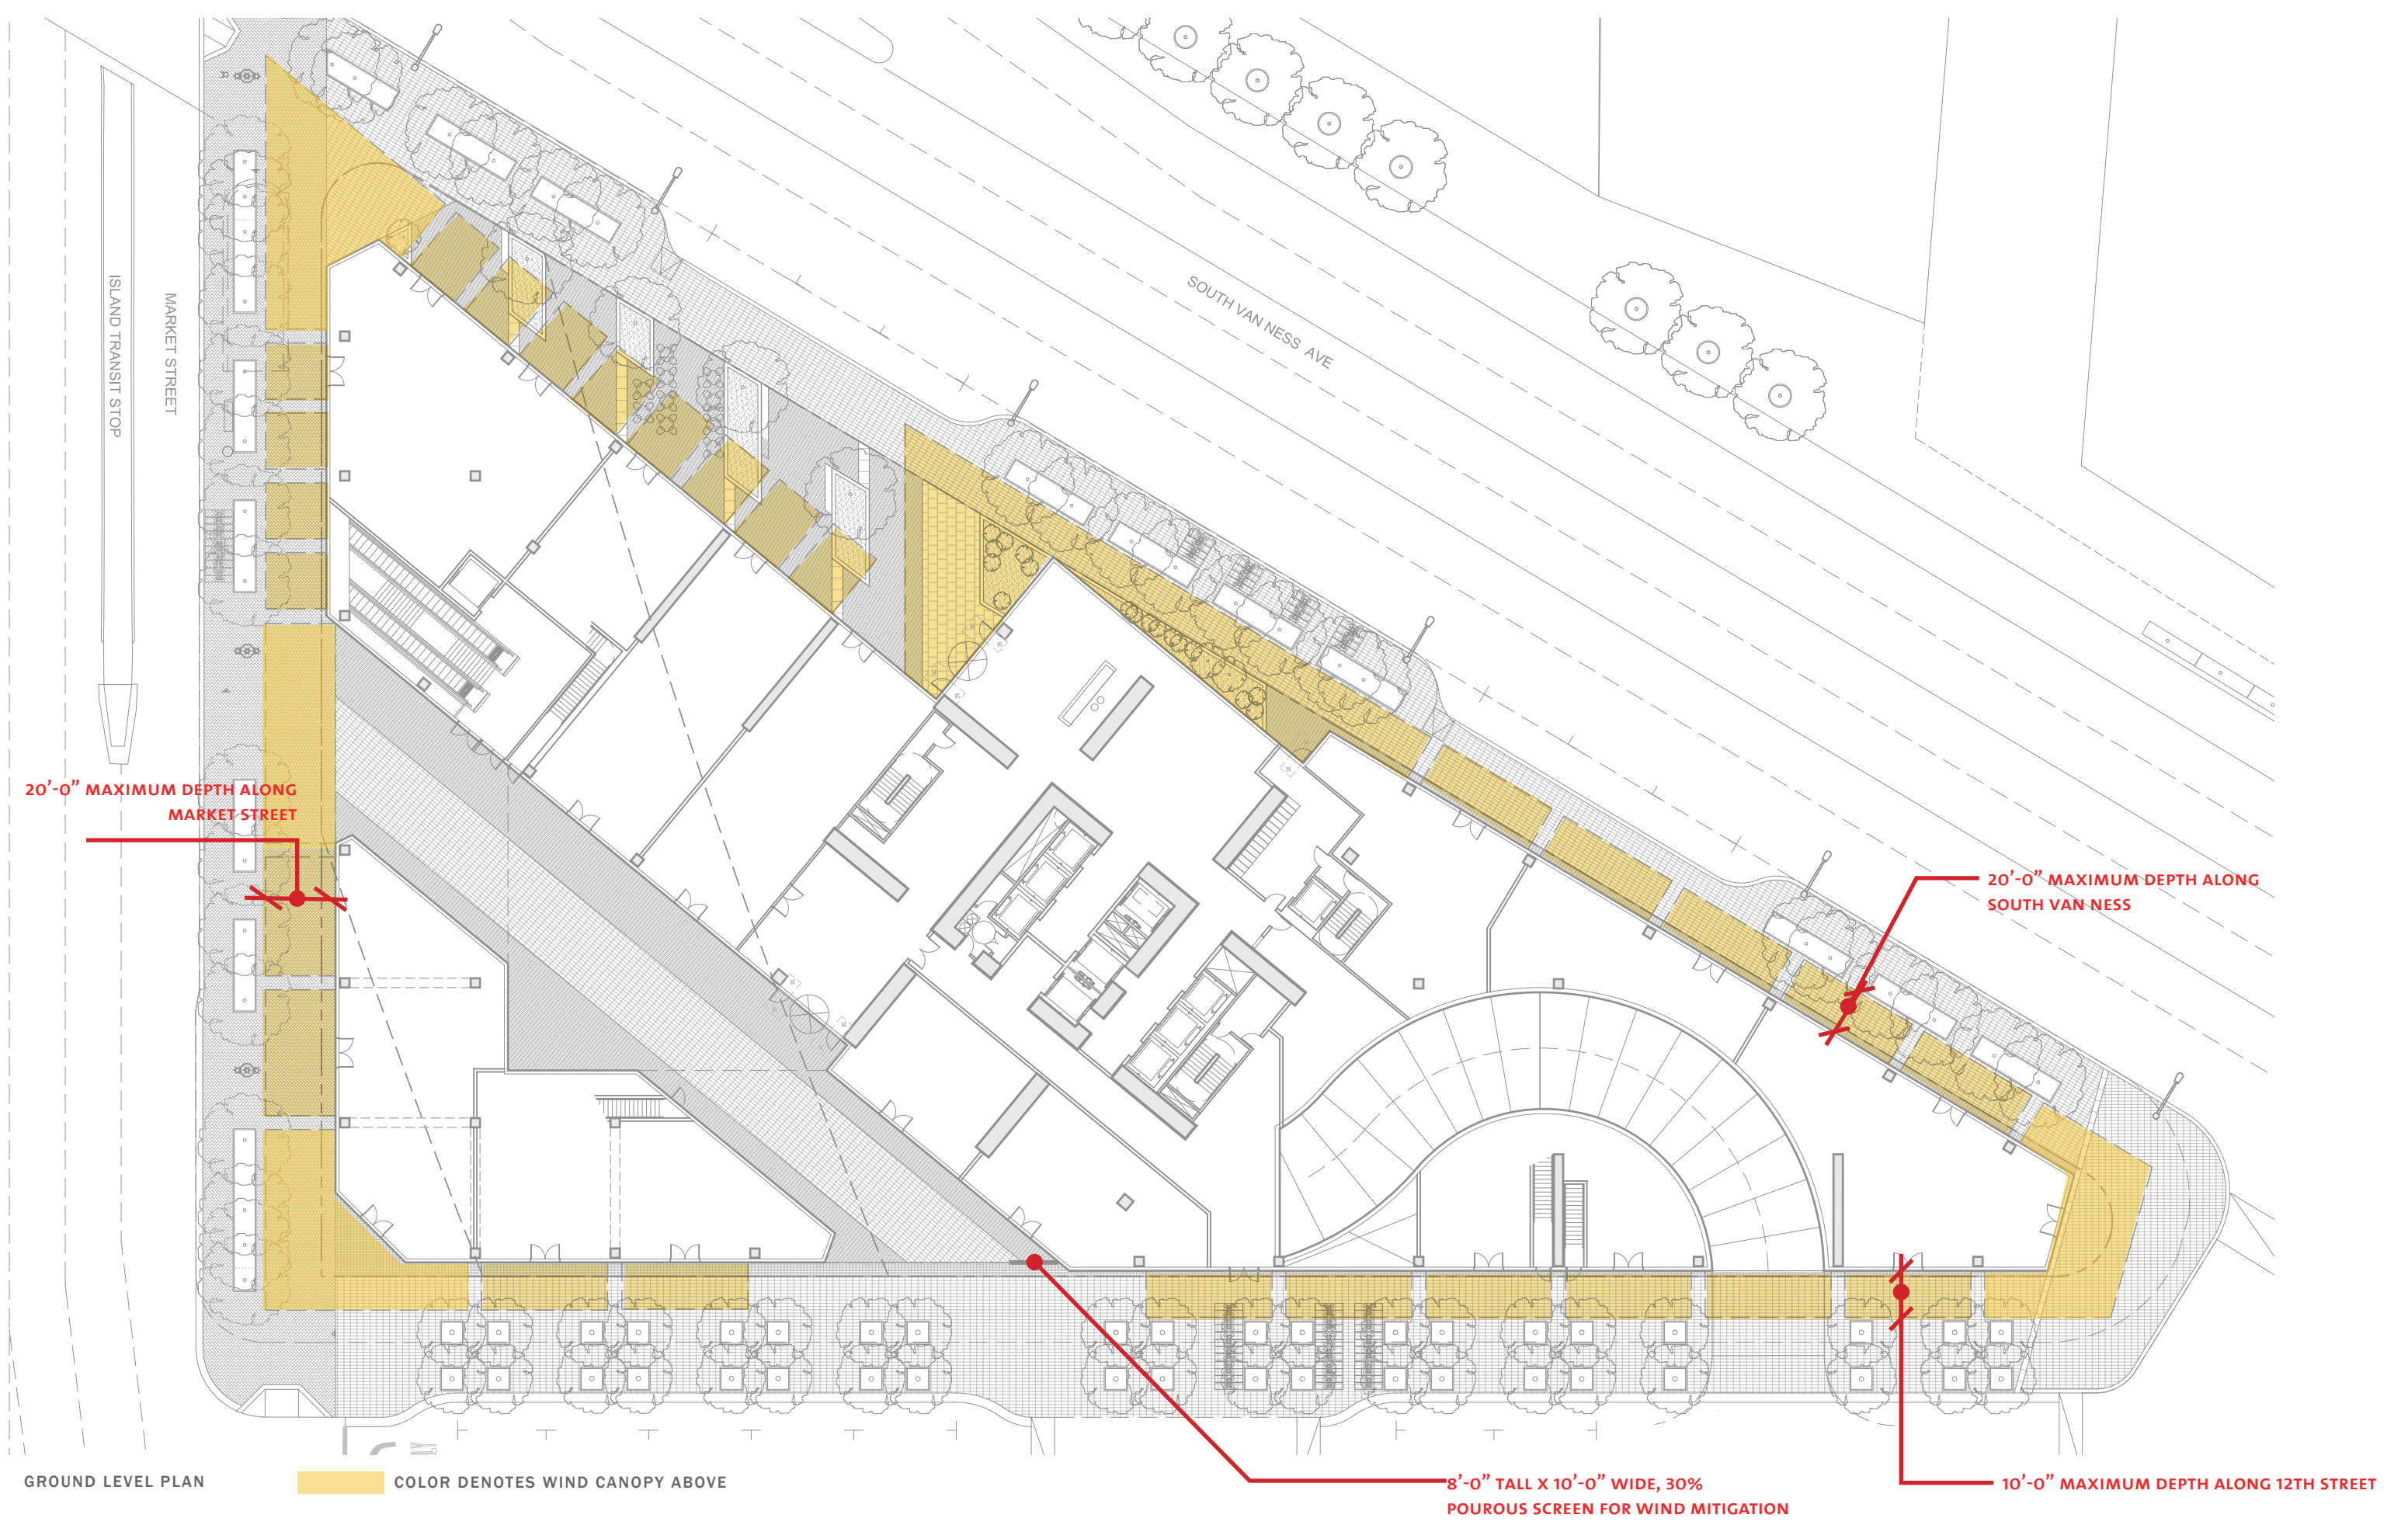 ISLAND TRANSIT STOP
MARKET STREET
SOUTH VAN NESS AVE
20’-0” MAXIMUM DEPTH ALONG
MARKET STREET
20’-0” MAXIMUM DEPTH ALONG
SOUTH VAN NESS
GROUND LEVEL PLAN
COLOR DENOTES WIND CANOPY ABOVE
8’-0” TALL X 10’-0” WIDE, 30%
POUROUS SCREEN FOR WIND MITIGATION
10’-0” MAXIMUM DEPTH ALONG 12TH STREET